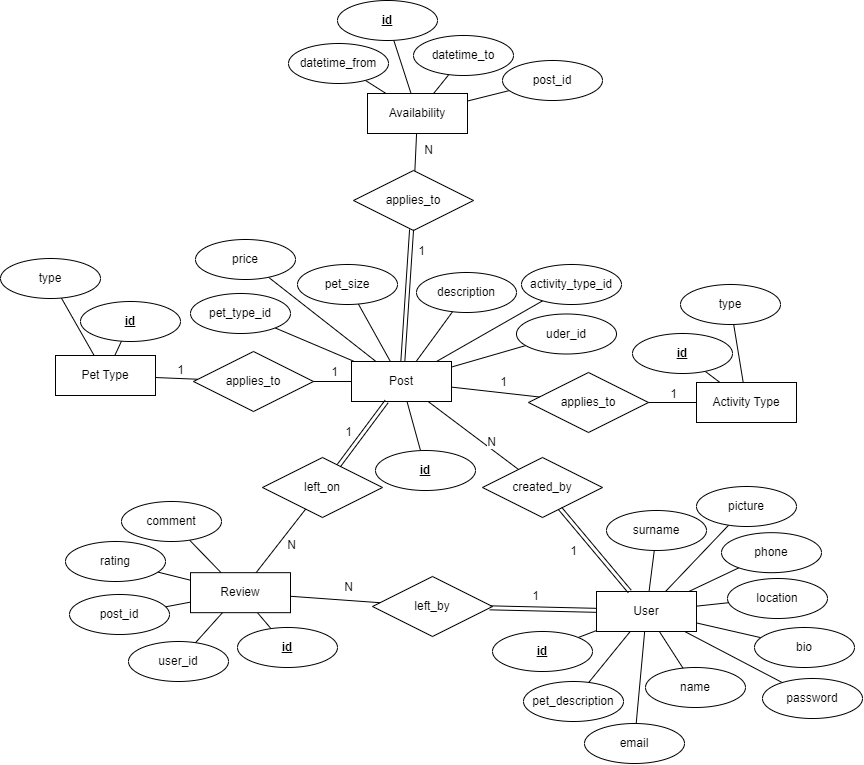 id
datetime_from
datetime_to
post_id
Availability
N
applies_to
1
price
pet_size
description
activity_type_id
type
pet_type_id
uder_id
id
type
id
Pet Type
1
applies_to
1
Post
1
applies_to
1
Activity Type
1
N
id
left_on
created_by
comment
N
1
surname
picture
rating
phone
Review
N
left_by
1
User
location
post_id
user_id
id
id
bio
pet_description
name
password
email